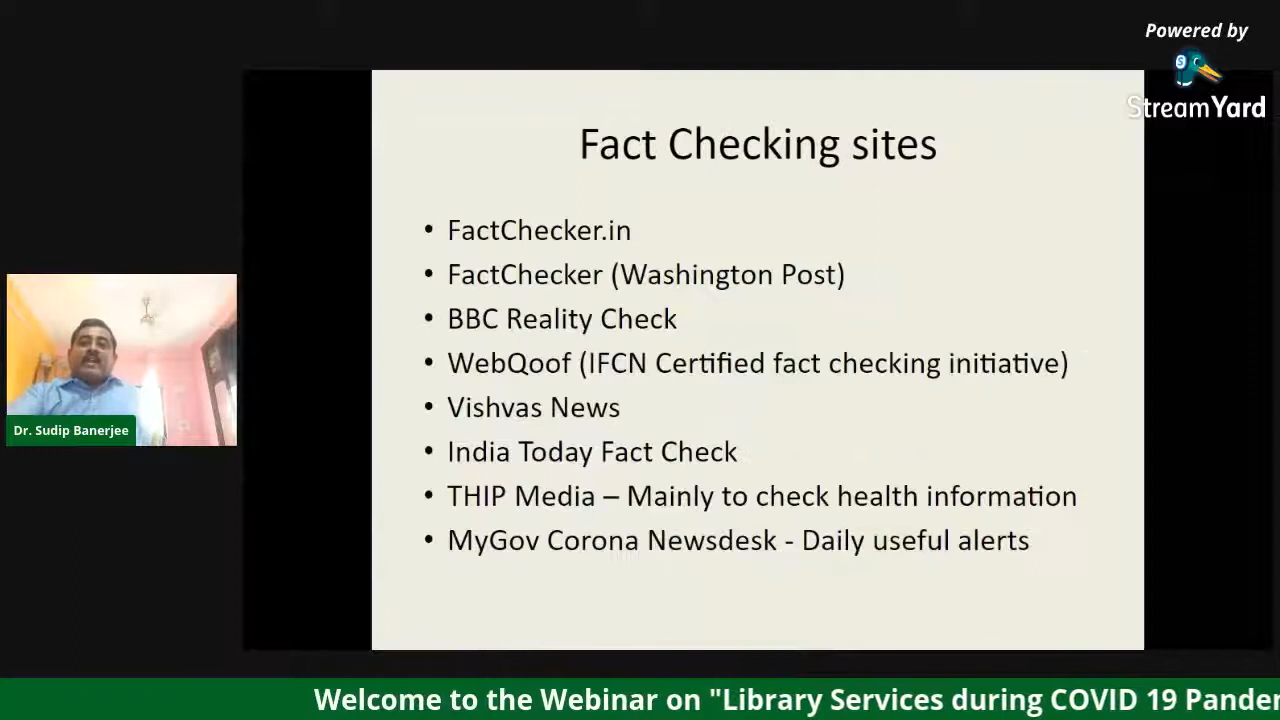 Powered by
StreamYard
Fact Checking sites
• FactChecker.in
• FactChecker (Washington Post)
• BBC Reality Check
• WebQoof (IFCN Certified fact checking initiative)
• Vishvas News
• India Today Fact Check
• THIP Media – Mainly to check health information
• MyGov Corona Newsdesk - Daily useful alerts
Dr. Sudip Banerjee
Welcome to the Webinar on "Library Services during COVID 19 Pander